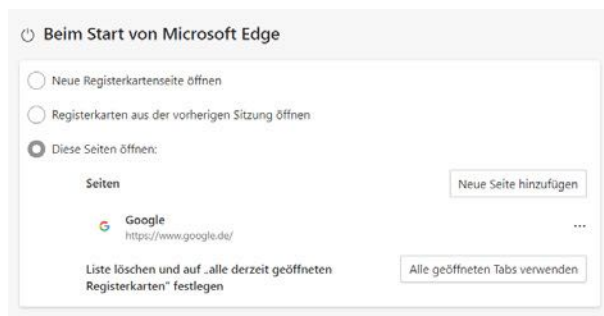 Beim Start von Microsoft Edge
Neue Registerkartenseite öffnen
Registerkarten aus der vorherigen Sitzung öffnen
Diese Seiten öffnen:
Seiten
Neue Seite hinzufügen
Google
https://www.google.de/
...
Liste löschen und auf „alle derzeit geöffneten
Registerkarten" festlegen
Alle geöffneten Tabs verwenden